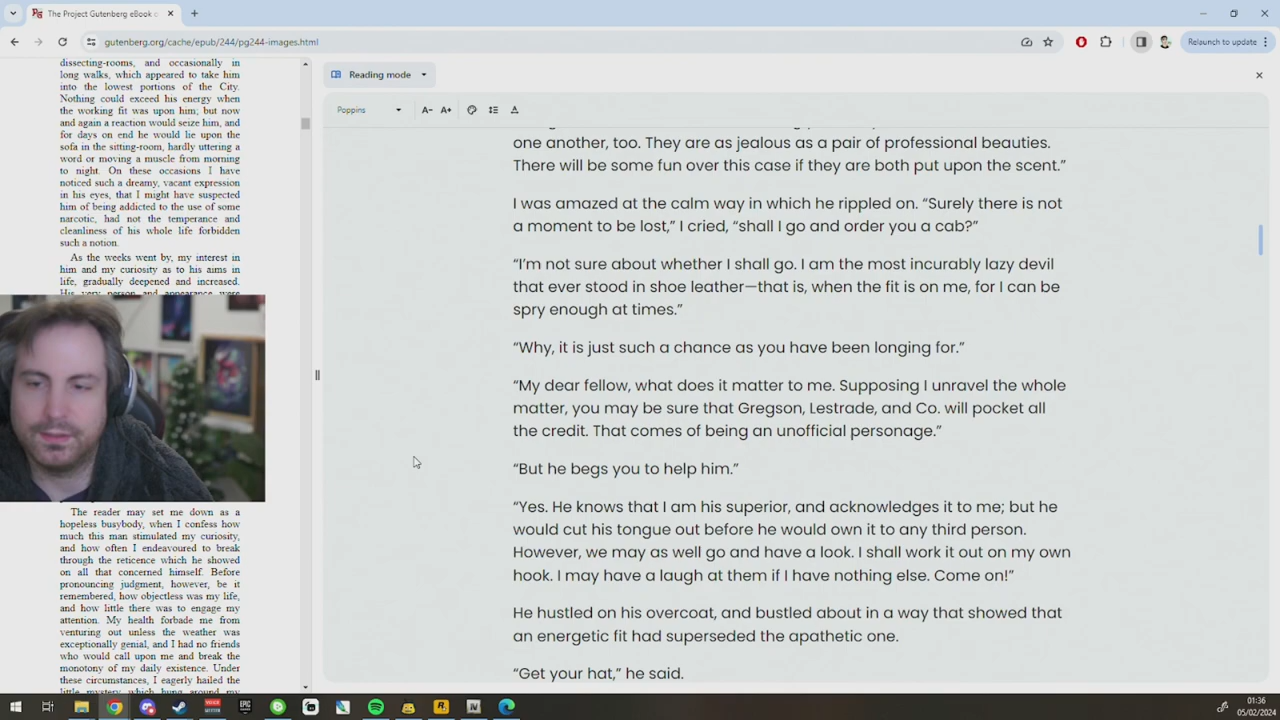 The Project Gutenberg eBook o
gutenberg.org/cache/epub/244/pg244-images.html
Relaunch to update
dissecting-rooms, and occasionally in
long walks, which appeared to take him
into the lowest portions of the City.
Nothing could exceed his energy when
the working fit was upon him; but now
and again a reaction would seize him, and
for days on end he would lie upon the
sofa in the sitting-room, hardly uttering a
word or moving a muscle from morning
to night. On these occasions I have
noticed such a dreamy, vacant expression
in his eyes, that I might have suspected
him of being addicted to the use of some
narcotic, had not the temperance and
cleanliness of his whole life forbidden
such a notion.
As the weeks went by, my interest in
him and my curiosity as to his aims in
life, gradually deepened and increased.
His very person and appearance were
The reader may set me down as a
hopeless busybody, when I confess how
much this man stimulated my curiosity,
and how often I endeavoured to break
through the reticence which he showed
on all that concerned himself. Before
pronouncing judgment, however, be it
remembered, how objectless was my life,
and how little there was to engage my
attention. My health forbade me from
venturing out unless the weather was
exceptionally genial, and I had no friends
who would call upon me and break the
monotony of my daily existence. Under
these circumstances, I eagerly hailed the
little mystery which hung around my
Reading mode
Poppins
A- A+
one another, too. They are as jealous as a pair of professional beauties.
There will be some fun over this case if they are both put upon the scent.”
I was amazed at the calm way in which he rippled on. “Surely there is not
a moment to be lost,” I cried, “shall I go and order you a cab?”
“I’m not sure about whether I shall go. I am the most incurably lazy devil
that ever stood in shoe leather—that is, when the fit is on me, for I can be
spry enough at times.”
“Why, it is just such a chance as you have been longing for.”
“My dear fellow, what does it matter to me. Supposing I unravel the whole
matter, you may be sure that Gregson, Lestrade, and Co. will pocket all
the credit. That comes of being an unofficial personage.”
“But he begs you to help him.”
“Yes. He knows that I am his superior, and acknowledges it to me; but he
would cut his tongue out before he would own it to any third person.
However, we may as well go and have a look. I shall work it out on my own
hook. I may have a laugh at them if I have nothing else. Come on!”
He hustled on his overcoat, and bustled about in a way that showed that
an energetic fit had superseded the apathetic one.
“Get your hat,” he said.
VOICE
EPIC
01:36
05/02/2024